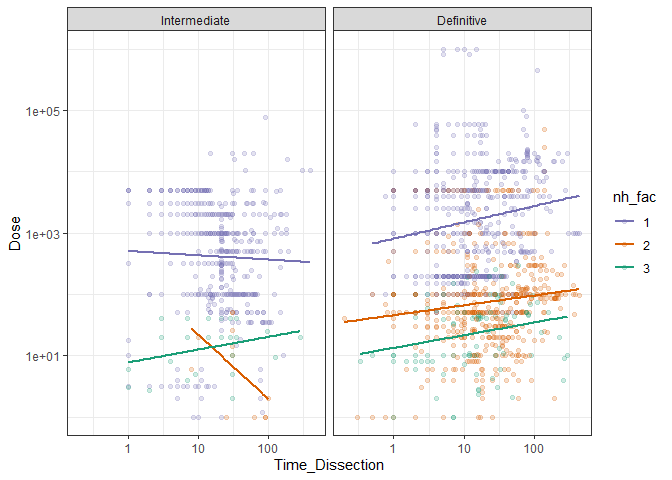 Intermediate Definitive
Dose
1e+05
1e+03
1e+01
1 10 100 1 10 100
Time_Dissection
nh_fac
1
2
3